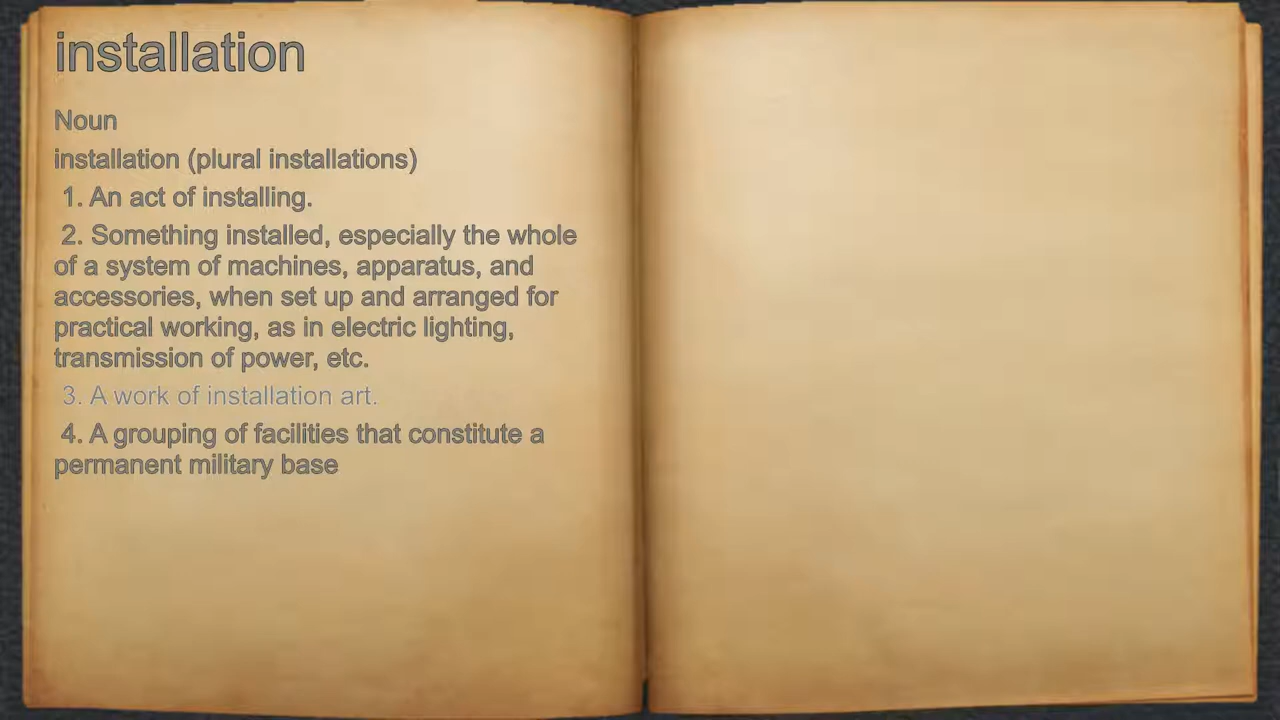 installation
Noun
installation (plural installations)
1. An act of installing.
2. Something installed, especially the whole
of a system of machines, apparatus, and
accessories, when set up and arranged for
practical working, as in electric lighting,
transmission of power, etc.
3. A work of installation art.
4. A grouping of facilities that constitute a
permanent military base